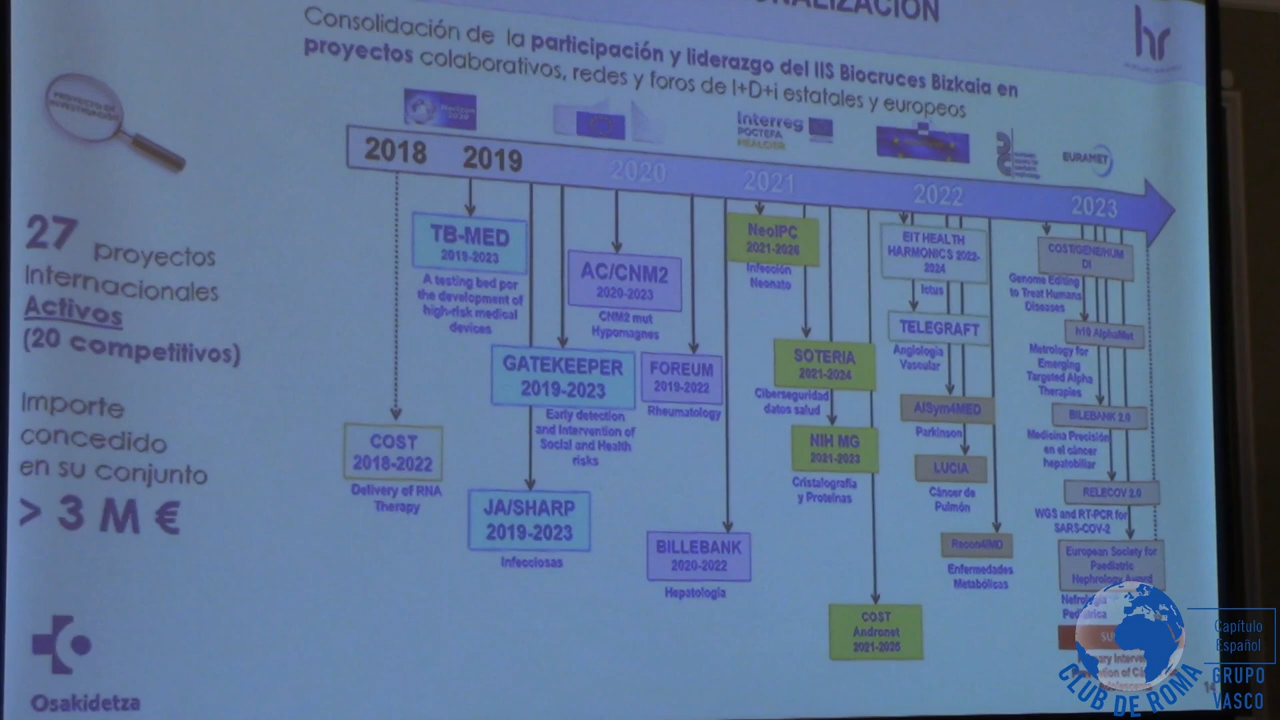 Consolidación de la participación y liderazgo del IIS Biocruces Bizkaia en
proyectos colaborativos, redes y foros de I+D+i estatales y europeos
hr
PROYECTO DE
INVESTIGACIÓN
27 proyectos
Internacionales
Activos
(20 competitivos)
Importe
concedido
en su conjunto
> 3 M €
Osakidetza
Interreg
POCTEFA
EURAMET
2018 2019 2020 2021 2022 2023
COST
2018-2022
Delivery of RNA
Therapy
TB-MED
2019-2023
A testing bed por
the development of
high-risk medical
devices
GATEKEEPER
2019-2023
Early detection
and Intervention of
Social and Health
risks
JA/SHARP
2019-2023
Infecciosas
AC/CNM2
2020-2023
CNM2 mut
Hypomagnes
FOREUM
2019-2022
Rheumatology
BILLEBANK
2020-2022
Hepatología
NeoIPC
2021-2026
Infección
Neonato
SOTERIA
2021-2024
Ciberseguridad
datos salud
NIH MG
2021-2023
Cristalografía
y Proteínas
COST
Andronet
2021-2025
EIT HEALTH
HARMONICS 2022-
2024
Ictus
TELEGRAFT
Angiología
Vascular
AISym4MED
Parkinson
LUCIA
Cáncer de
Pulmón
Recon4IMD
Enfermedades
Metabólicas
COST/GENEHUM
DI
Genome Editing
to Treat Humans
Diseases
h10 AlphaMet
Metrology for
Emerging
Targeted Alpha
Therapies
BILEBANK 2.0
Medicina Precisión
en el cáncer
hepatobiliar
RELECOV 2.0
WGS and RT-PCR for
SARS-COV-2
European Society for
Paediatric
Nephrology Award
CLUB DE ROMA
Capítulo
Español
GRUPO
VASCO